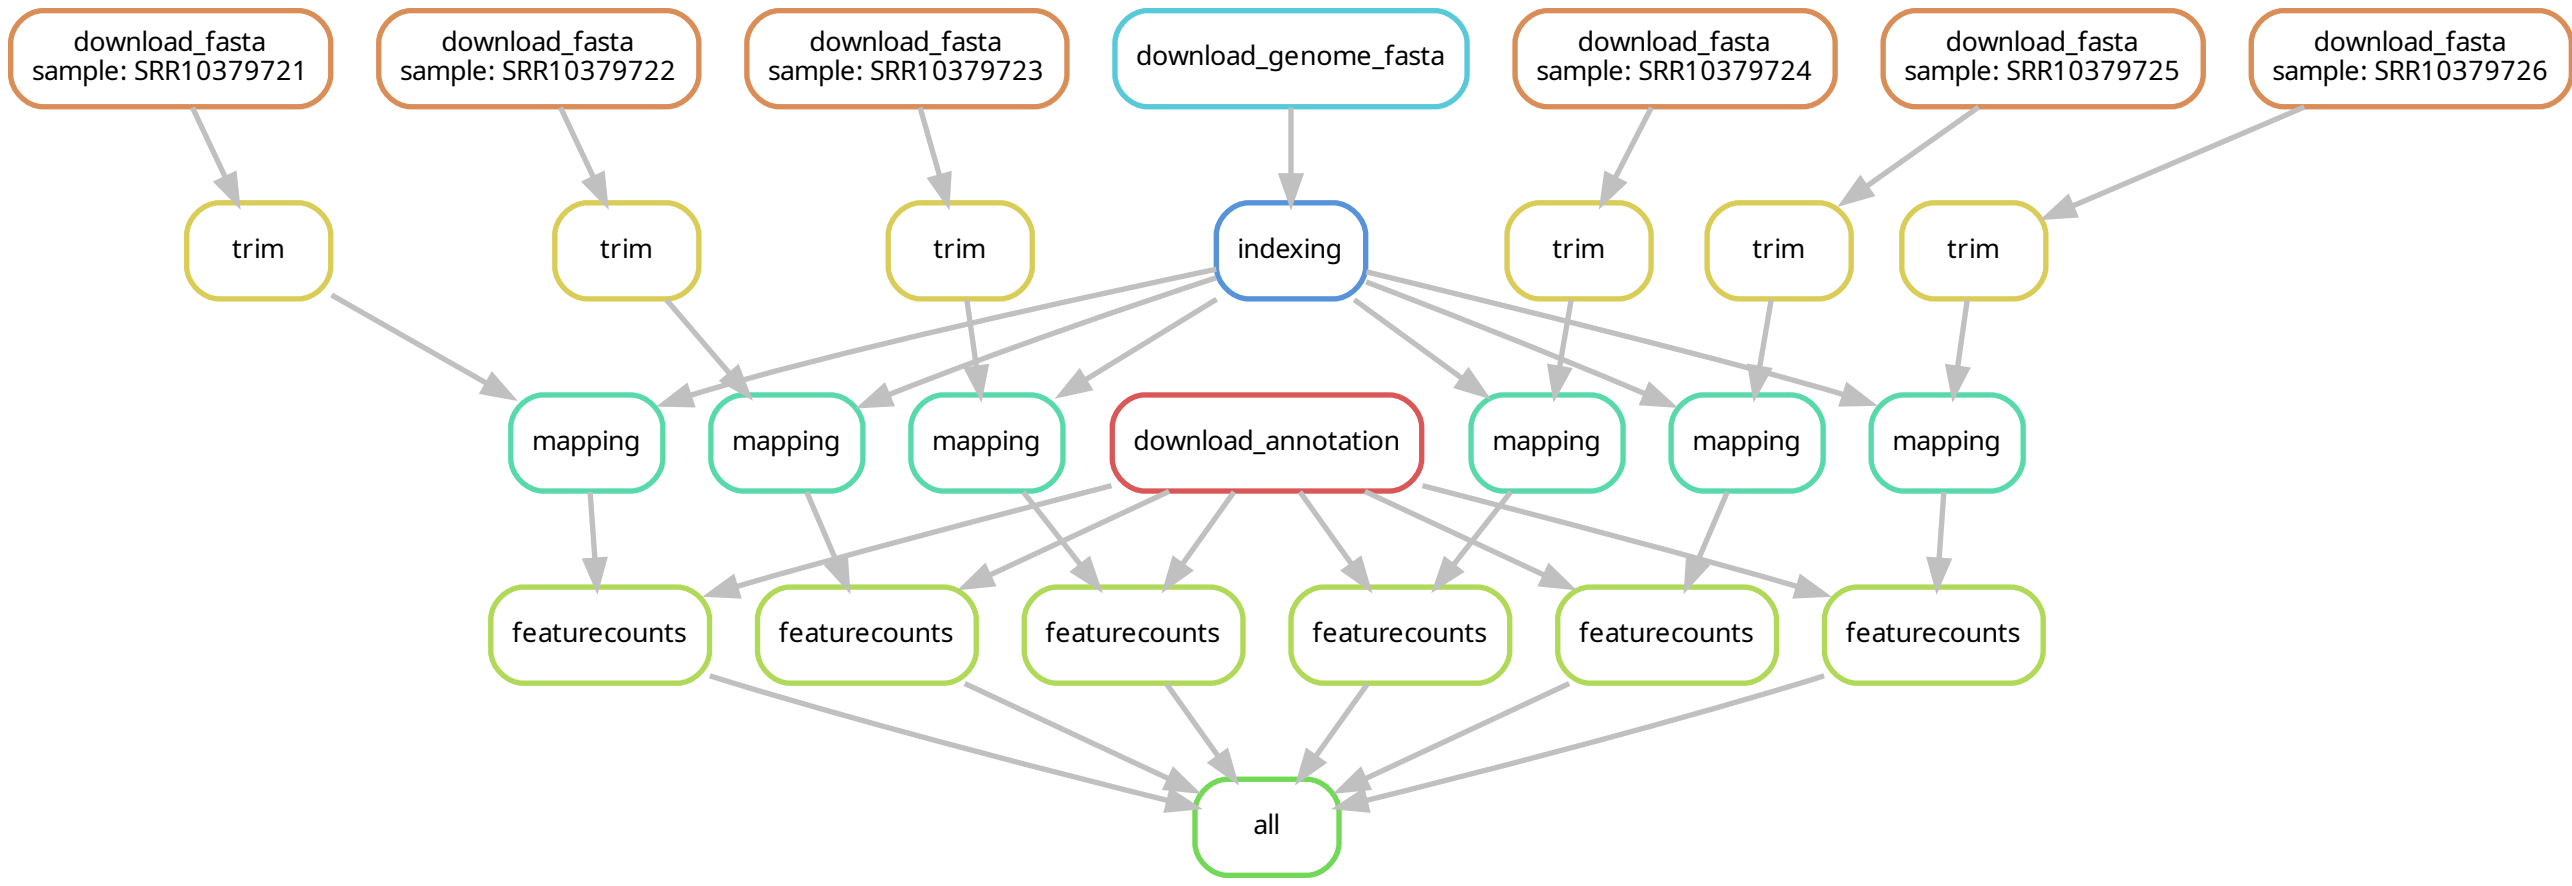 download_fasta
sample: SRR10379721
download_fasta
sample: SRR10379722
download_fasta
sample: SRR10379723
download_genome_fasta
download_fasta
sample: SRR10379724
download_fasta
sample: SRR10379725
download_fasta
sample: SRR10379726
trim
trim
trim
indexing
trim
trim
trim
mapping
mapping
mapping
download_annotation
mapping
mapping
mapping
featurecounts
featurecounts
featurecounts
featurecounts
featurecounts
featurecounts
all